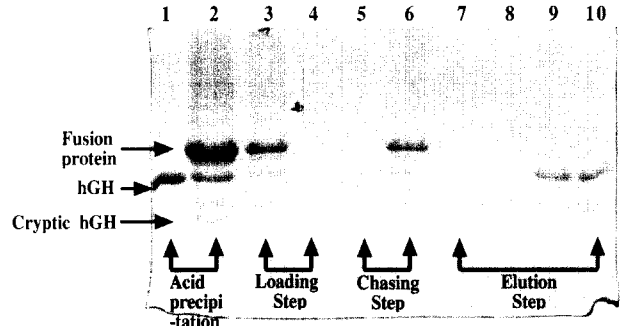 1 2 3 4 5 6 7 8 9 10
Fusion
protein
hGH
Cryptic hGH
Acid
precipi
-tation
Loading
Step
Chasing
Step
Elution
Step